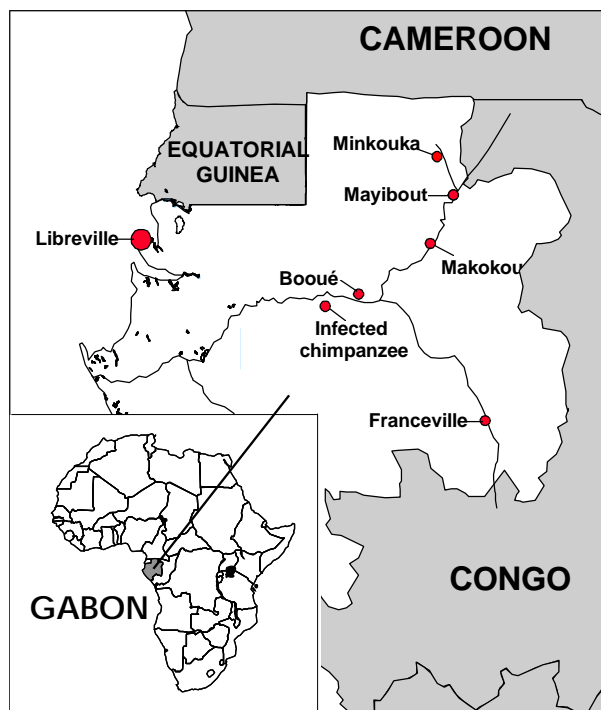 CAMEROON
EQUATORIAL
GUINEA
Minkouka
Mayibout
Libreville
Makokou
Booué
Infected
chimpanzee
Franceville
GABON
CONGO